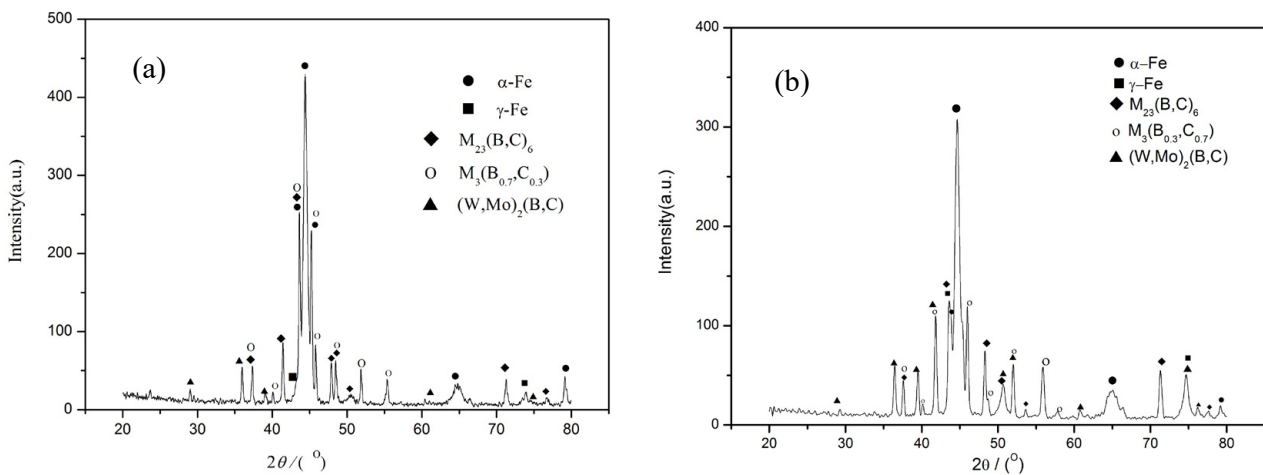 500
400
300
200
100
0
Intensity(a.u.)
(a)
● α-Fe
■ γ-Fe
◆ M₂₃(B,C)₆
○ M₃(B₀.₇,C₀.₃)
▲ (W,Mo)₂(B,C)
20 30 40 50 60 70 80
2θ /( °)
400
300
200
100
0
Intensity(a.u.)
(b)
● α−Fe
■ γ−Fe
◆ M₂₃(B,C)₆
○ M₃(B₀.₃,C₀.₇)
▲ (W,Mo)₂(B,C)
20 30 40 50 60 70 80
2θ / (°)